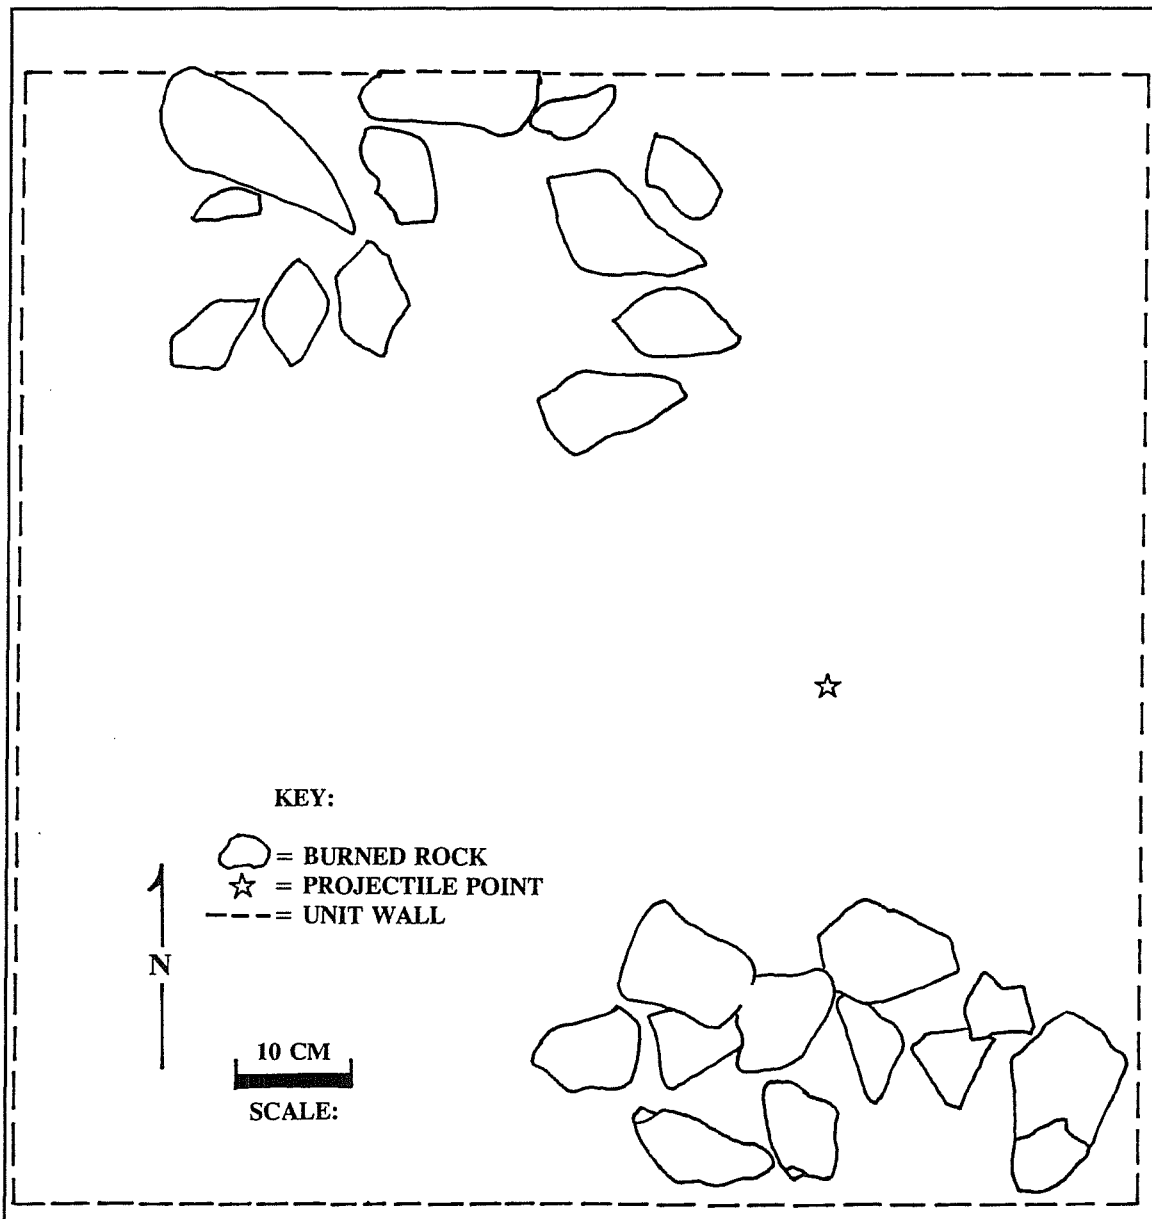 KEY:
= BURNED ROCK
= PROJECTILE POINT
= UNIT WALL
N
10 CM
SCALE: